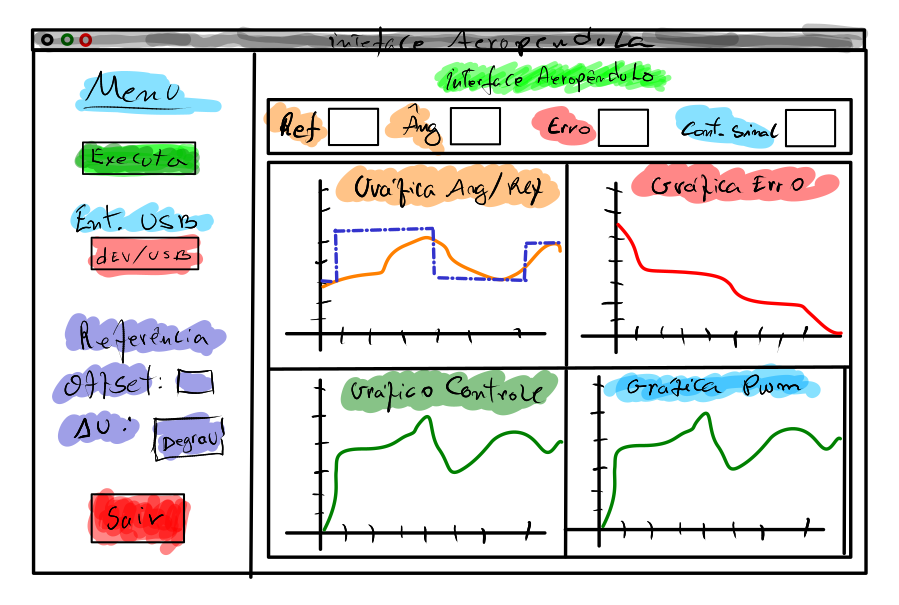 Interface Aeropendula
Menu
Executa
Ent. USB
dEV/USB
Referência
Offset:
ΔU:
Degrau
Sair
Interface Aeropêndulo
Ref
Âng
Erro
Cont. Sinal
Gráfica Ang/Ref
Gráfica Erro
Gráfico Controle
Gráfica Pwm